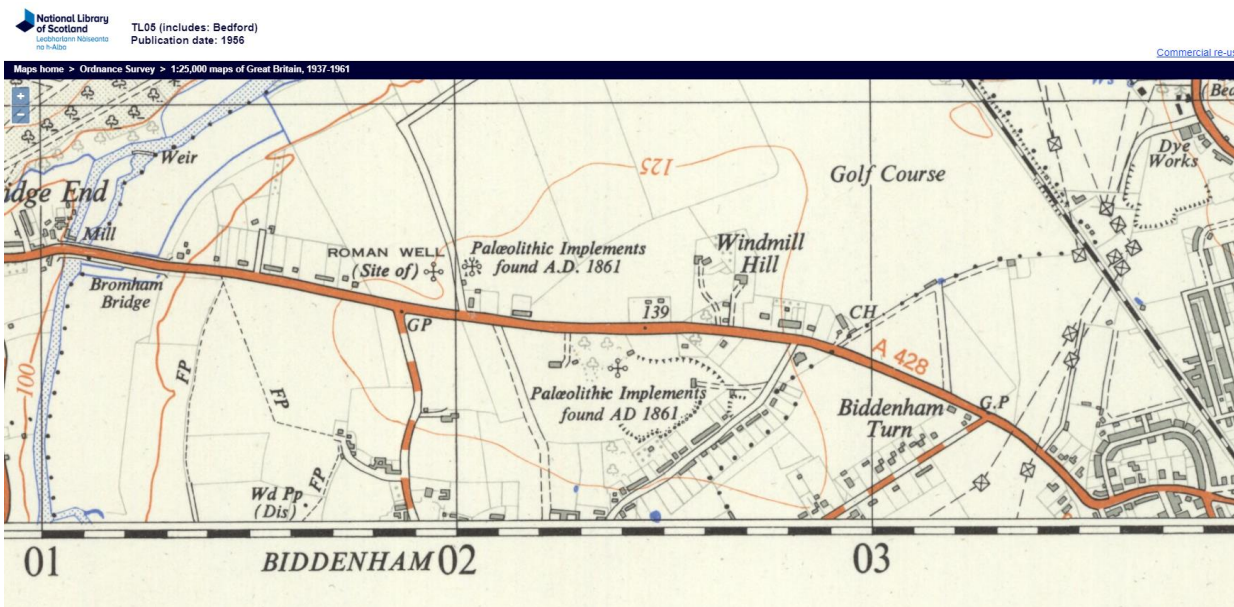 National Library
of Scotland
Leabharlann Nàiseanta
na h-Alba
TL05 (includes: Bedford)
Publication date: 1956
Commercial re-us
Maps home > Ordnance Survey > 1:25,000 maps of Great Britain, 1937-1961
+
−
Ws
(Bed
Weir
125
Golf Course
Dye
Works
idge End
Mill
ROMAN WELL
(Site of)
Palæolithic Implements
found A.D. 1861
Windmill
Hill
Bromham
Bridge
GP
139
CH
A 428
100
FP
FP
Palæolithic Implements
found AD 1861
Biddenham
Turn
G.P
FP
Wd Pp
(Dis)
01
BIDDENHAM
02
03